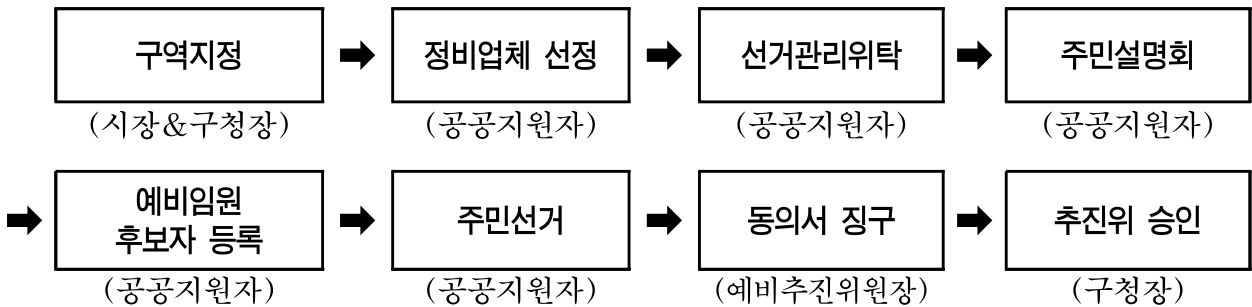 구역지정
정비업체 선정
선거관리위탁
주민설명회
(시장&구청장)
(공공지원자)
(공공지원자)
(공공지원자)
예비임원
후보자 등록
주민선거
동의서 징구
추진위 승인
(공공지원자)
(공공지원자)
(예비추진위원장)
(구청장)